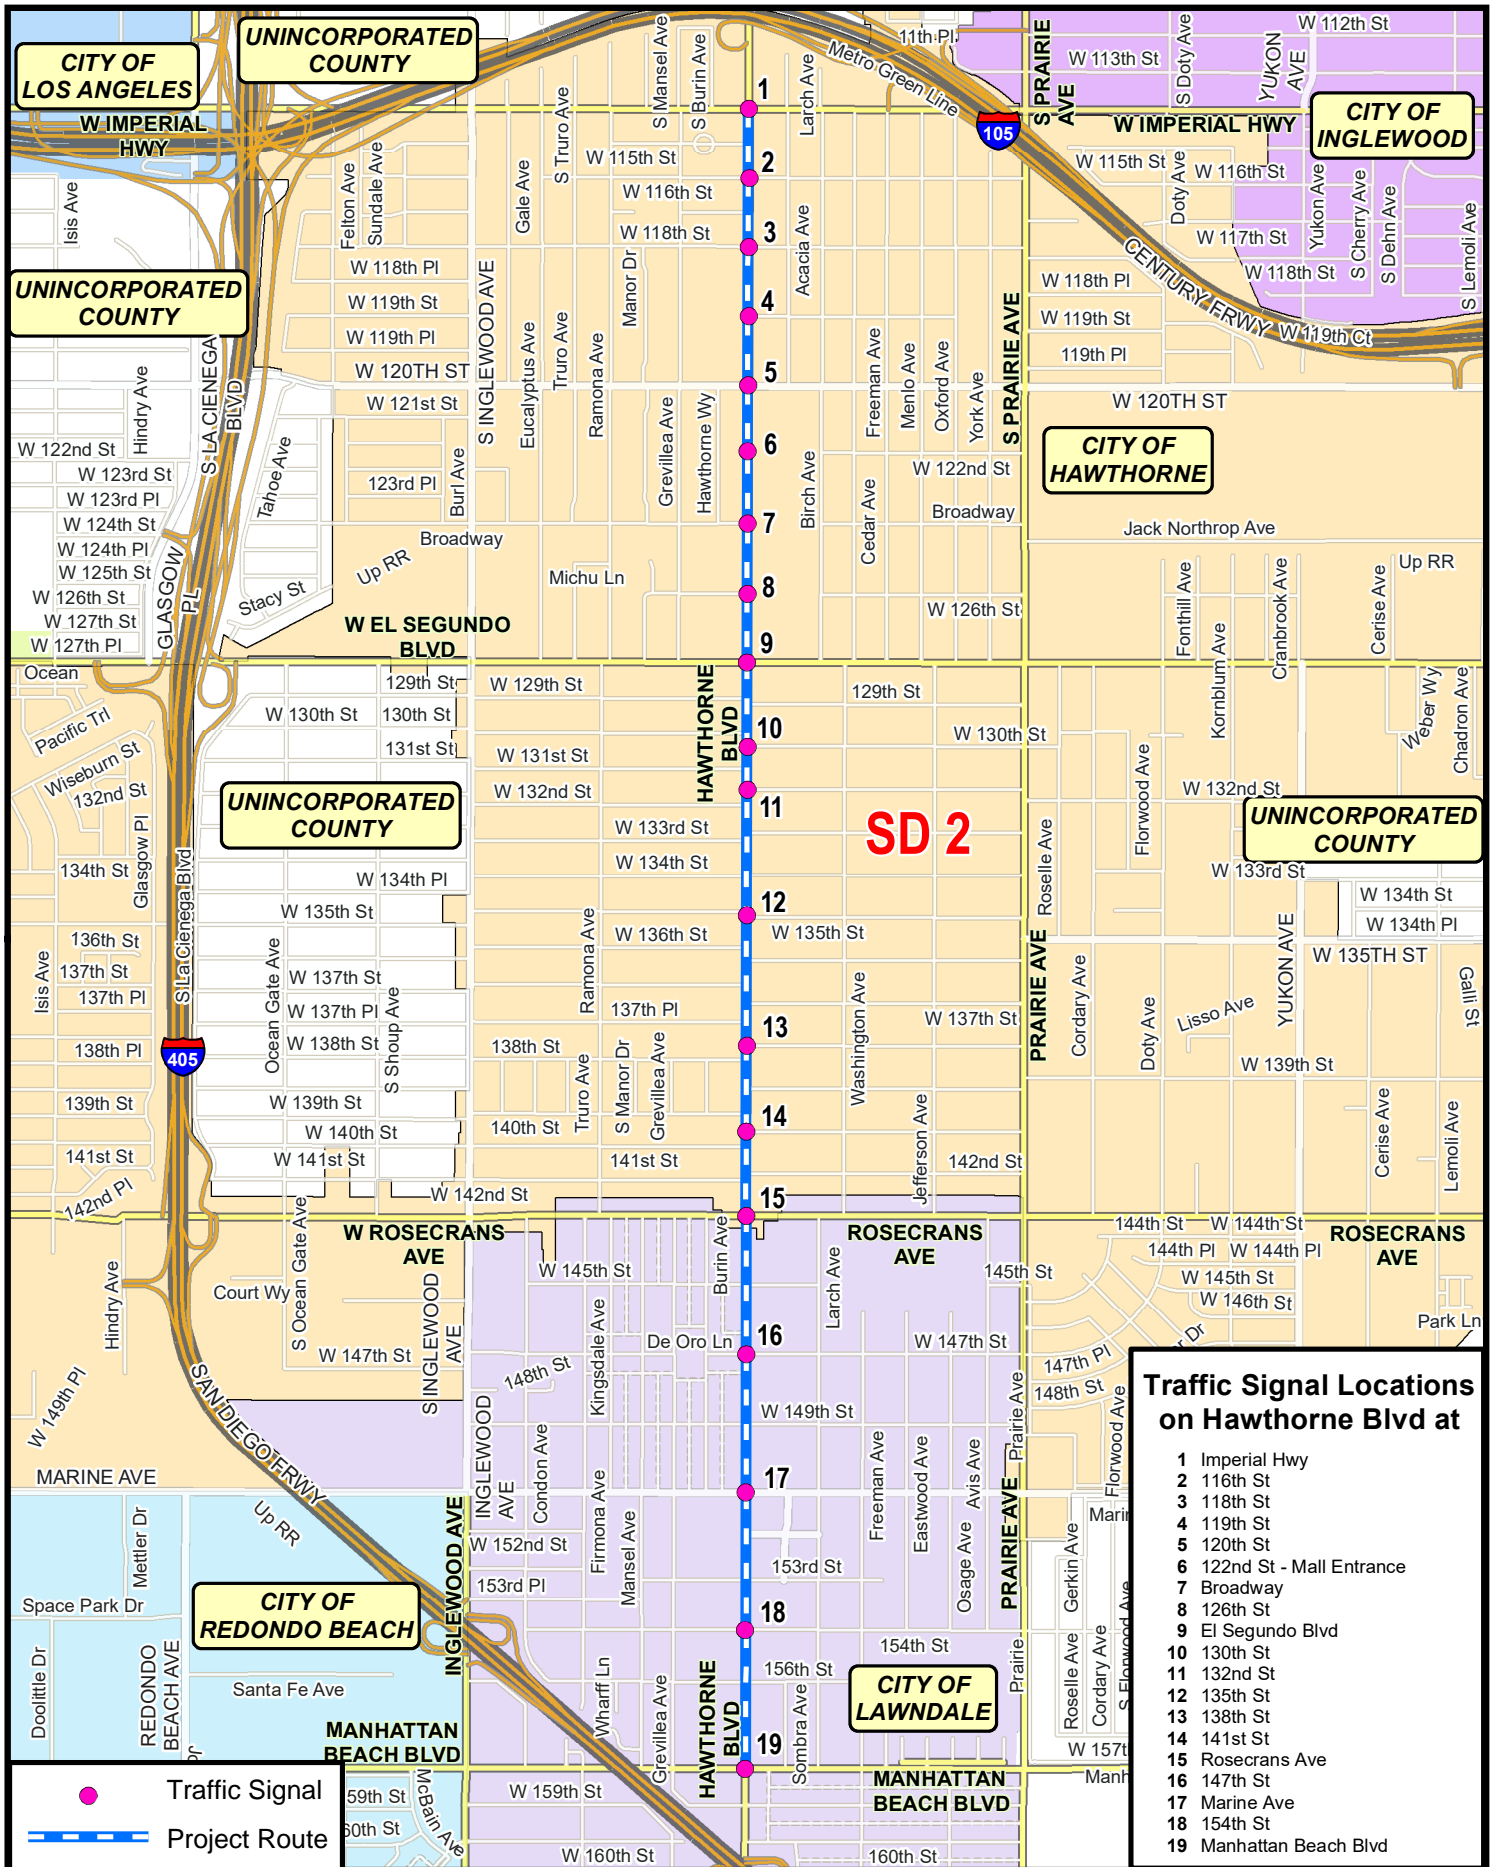 W 112th St
11th Pl
S Mansel Ave
S Burin Ave
UNINCORPORATED
COUNTY
CITY OF
LOS ANGELES
Metro Green Line
W 113th St
S Doty Ave
YUKON
AVE
S PRAIRIE
AVE
Larch Ave
1
105
W IMPERIAL
HWY
W IMPERIAL HWY
CITY OF
INGLEWOOD
S Truro Ave
W 115th St
2
W 115th St
W 116th St
Doty Ave
Isis Ave
Felton Ave
Sundale Ave
Gale Ave
W 116th St
W 118th St
3
Acacia Ave
W 117th St
Yukon Ave
S Cherry Ave
S Dehn Ave
S Lemoli Ave
W 118th Pl
Manor Dr
W 118th Pl
W 118th St
CENTURY FRWY
UNINCORPORATED
COUNTY
W 119th St
4
W 119th St
W 119th Pl
119th Pl
W 119th Ct
S LA CIENEGA
BLVD
S INGLEWOOD AVE
Eucalyptus Ave
Truro Ave
Ramona Ave
Freeman Ave
Menlo Ave
Oxford Ave
York Ave
S PRAIRIE AVE
W 120TH ST
5
W 120TH ST
W 121st St
Hindry Ave
Grevillea Ave
Hawthorne Wy
W 122nd St
6
CITY OF
HAWTHORNE
W 123rd St
Tahoe Ave
123rd Pl
Burl Ave
Birch Ave
Cedar Ave
W 122nd St
W 123rd Pl
W 124th St
Broadway
7
Broadway
Jack Northrop Ave
W 124th Pl
W 125th St
Up RR
Michu Ln
Up RR
W 126th St
Stacy St
8
W 126th St
Fonthill Ave
Cranbrook Ave
Cerise Ave
W 127th St
GLASGOW
PL
W EL SEGUNDO
BLVD
9
Kornblum Ave
W 127th Pl
Ocean
129th St
W 129th St
129th St
HAWTHORNE
BLVD
Weber Wy
Chadron Ave
Pacific Trl
W 130th St
130th St
10
W 130th St
Wiseburn St
131st St
W 131st St
132nd St
W 132nd St
11
W 132nd St
Florwood Ave
UNINCORPORATED
COUNTY
SD 2
UNINCORPORATED
COUNTY
Glasgow Pl
S La Cienega Blvd
W 133rd St
134th St
W 134th St
Roselle Ave
W 133rd St
W 134th Pl
W 134th St
W 135th St
12
W 134th Pl
136th St
W 136th St
W 135th St
W 135TH ST
Isis Ave
137th St
137th Pl
Ocean Gate Ave
W 137th St
W 137th Pl
S Shoup Ave
Ramona Ave
137th Pl
Washington Ave
W 137th St
PRAIRIE AVE
Cordary Ave
Doty Ave
Lisso Ave
YUKON AVE
Galli St
138th Pl
405
W 138th St
138th St
13
W 139th St
139th St
W 139th St
Truro Ave
S Manor Dr
Grevillea Ave
140th St
14
W 140th St
141st St
W 141st St
141st St
142nd St
Jefferson Ave
Cerise Ave
Lemoli Ave
142nd Pl
W 142nd St
15
W ROSECRANS
AVE
ROSECRANS
AVE
144th St
W 144th St
ROSECRANS
AVE
144th Pl
W 144th Pl
Burin Ave
W 145th St
145th St
W 145th St
Hindry Ave
Court Wy
S Ocean Gate Ave
S INGLEWOOD
AVE
Larch Ave
W 146th St
Park Ln
W 147th St
De Oro Ln
16
W 147th St
147th Pl
148th St
148th St
Kingsdale Ave
W 149th Pl
SAN DIEGO FRWY
W 149th St
Prairie Ave
Florwood Ave
MARINE AVE
INGLEWOOD
AVE
Condon Ave
Firmona Ave
17
Freeman Ave
Eastwood Ave
Avis Ave
PRAIRIE AVE
Up RR
Mettler Dr
INGLEWOOD AVE
W 152nd St
Mansel Ave
153rd Pl
153rd St
Osage Ave
Gerkin Ave
Space Park Dr
CITY OF
REDONDO BEACH
18
154th St
156th St
Doolittle Dr
REDONDO
BEACH AVE
Santa Fe Ave
Wharff Ln
Grevillea Ave
HAWTHORNE
BLVD
Sombra Ave
CITY OF
LAWNDALE
Prairie
Roselle Ave
Cordary Ave
S Florwood Ave
MANHATTAN
BEACH BLVD
19
MANHATTAN
BEACH BLVD
McBain Ave
W 159th St
W 160th St
160th St
Traffic Signal
Project Route
Traffic Signal Locations
on Hawthorne Blvd at
1 Imperial Hwy
2 116th St
3 118th St
4 119th St
5 120th St
6 122nd St - Mall Entrance
7 Broadway
8 126th St
9 El Segundo Blvd
10 130th St
11 132nd St
12 135th St
13 138th St
14 141st St
15 Rosecrans Ave
16 147th St
17 Marine Ave
18 154th St
19 Manhattan Beach Blvd